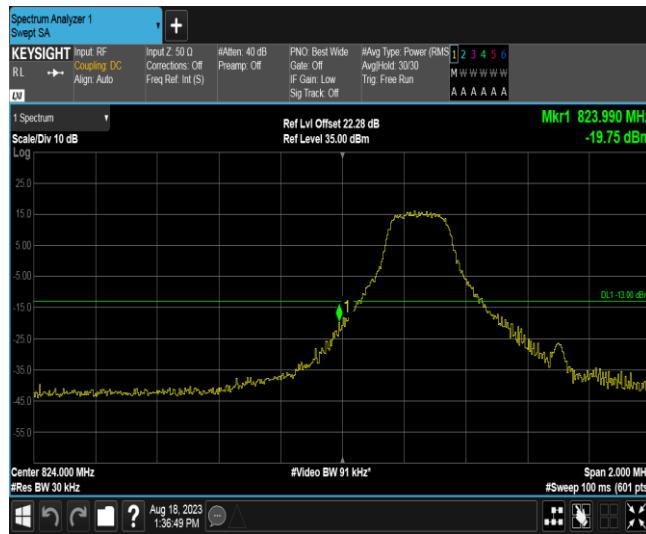 Spectrum Analyzer 1
Swept SA
+
KEYSIGHT
RL
LXI
Input: RF
Coupling: DC
Align: Auto
Input Z: 50 Ω
Corrections: Off
Freq Ref: Int (S)
#Atten: 40 dB
Preamp: Off
PNO: Best Wide
Gate: Off
IF Gain: Low
Sig Track: Off
#Avg Type: Power (RMS
Avg|Hold: 30/30
Trig: Free Run
1 2 3 4 5 6
M W W W W W
A A A A A A
1 Spectrum
Scale/Div 10 dB
Ref Lvl Offset 22.28 dB
Ref Level 35.00 dBm
Mkr1 823.990 MHz
-19.75 dBm
Log
25.0
15.0
5.00
-5.00
DL1 -13.00 dBm
1
-15.0
-25.0
-35.0
-45.0
-55.0
Center 824.000 MHz
#Res BW 30 kHz
#Video BW 91 kHz*
Span 2.000 MHz
#Sweep 100 ms (601 pts)
?
Aug 18, 2023
1:36:49 PM